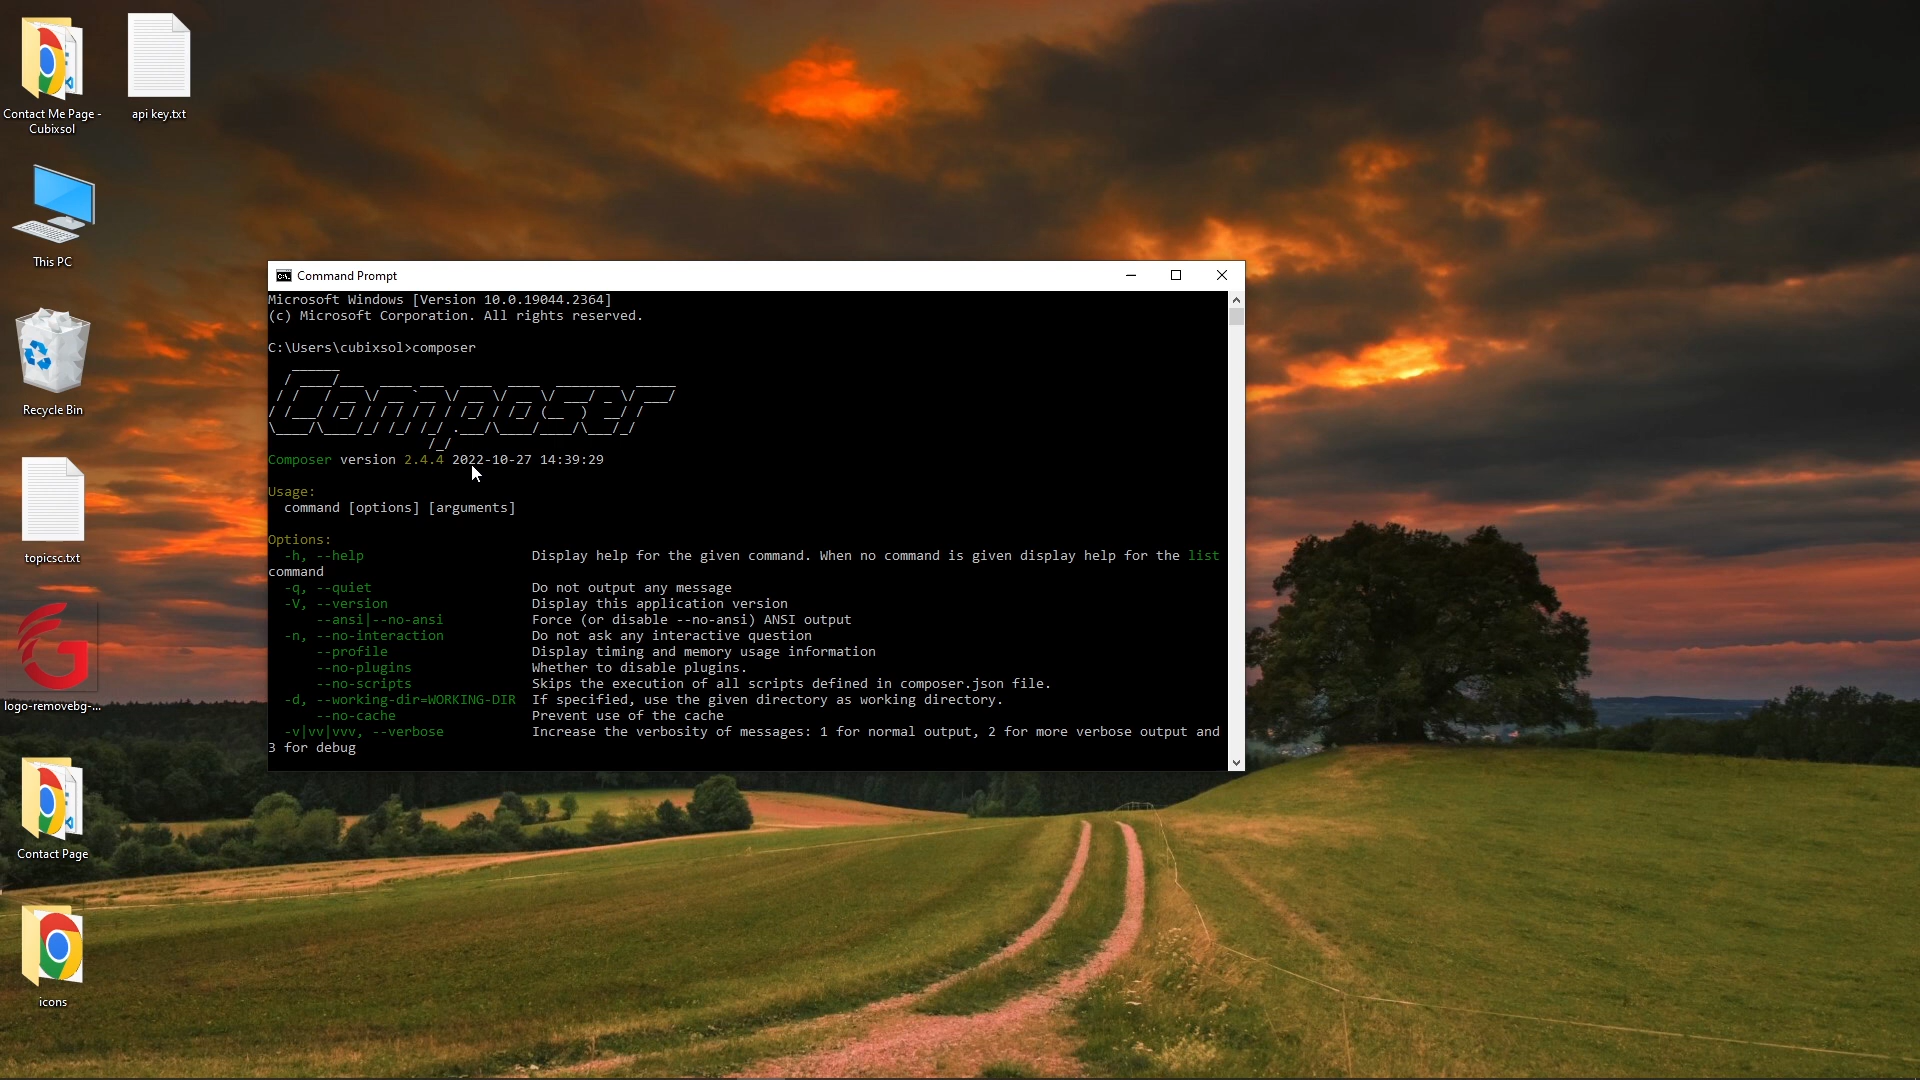 Contact Me Page -
Cubixsol
api key.txt
This PC
Recycle Bin
topicsc.txt
logo-removebg-...
Contact Page
icons
Command Prompt
Microsoft Windows [Version 10.0.19044.2364]
(c) Microsoft Corporation. All rights reserved.
C:\Users\cubixsol>composer
Composer
Composer version 2.4.4 2022-10-27 14:39:29
Usage:
command [options] [arguments]
Options:
-h, --help Display help for the given command. When no command is given display help for the list
command
-q, --quiet Do not output any message
-V, --version Display this application version
--ansi|--no-ansi Force (or disable --no-ansi) ANSI output
-n, --no-interaction Do not ask any interactive question
--profile Display timing and memory usage information
--no-plugins Whether to disable plugins.
--no-scripts Skips the execution of all scripts defined in composer.json file.
-d, --working-dir=WORKING-DIR If specified, use the given directory as working directory.
--no-cache Prevent use of the cache
-v|vv|vvv, --verbose Increase the verbosity of messages: 1 for normal output, 2 for more verbose output and
3 for debug